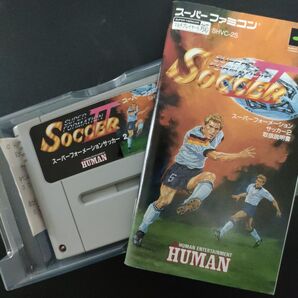 SUPER
FORMATION
SOCCER
II
スーパーフォーメーションサッカー2
HUMAN
スーパーファミコン
SHVC-2S
SOCCER
II
スーパーフォーメーション
サッカー2
取扱説明書
HUMAN ENTERTAINMENT
HUMAN